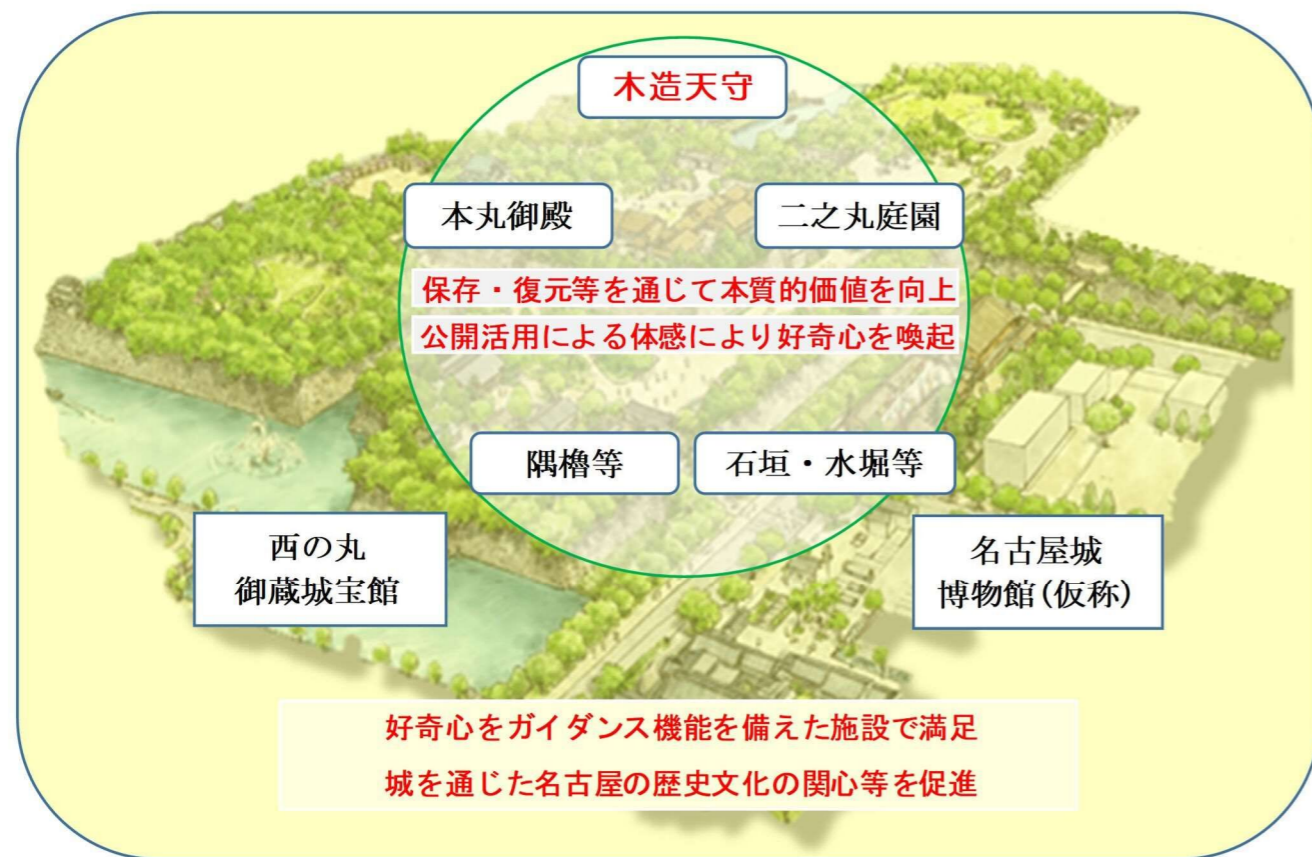 木造天守
本丸御殿
二之丸庭園
保存・復元等を通じて本質的価値を向上
公開活用による体感により好奇心を喚起
隅櫓等
石垣・水堀等
西の丸
御蔵城宝館
名古屋城
博物館(仮称)
好奇心をガイダンス機能を備えた施設で満足
城を通じた名古屋の歴史文化の関心等を促進